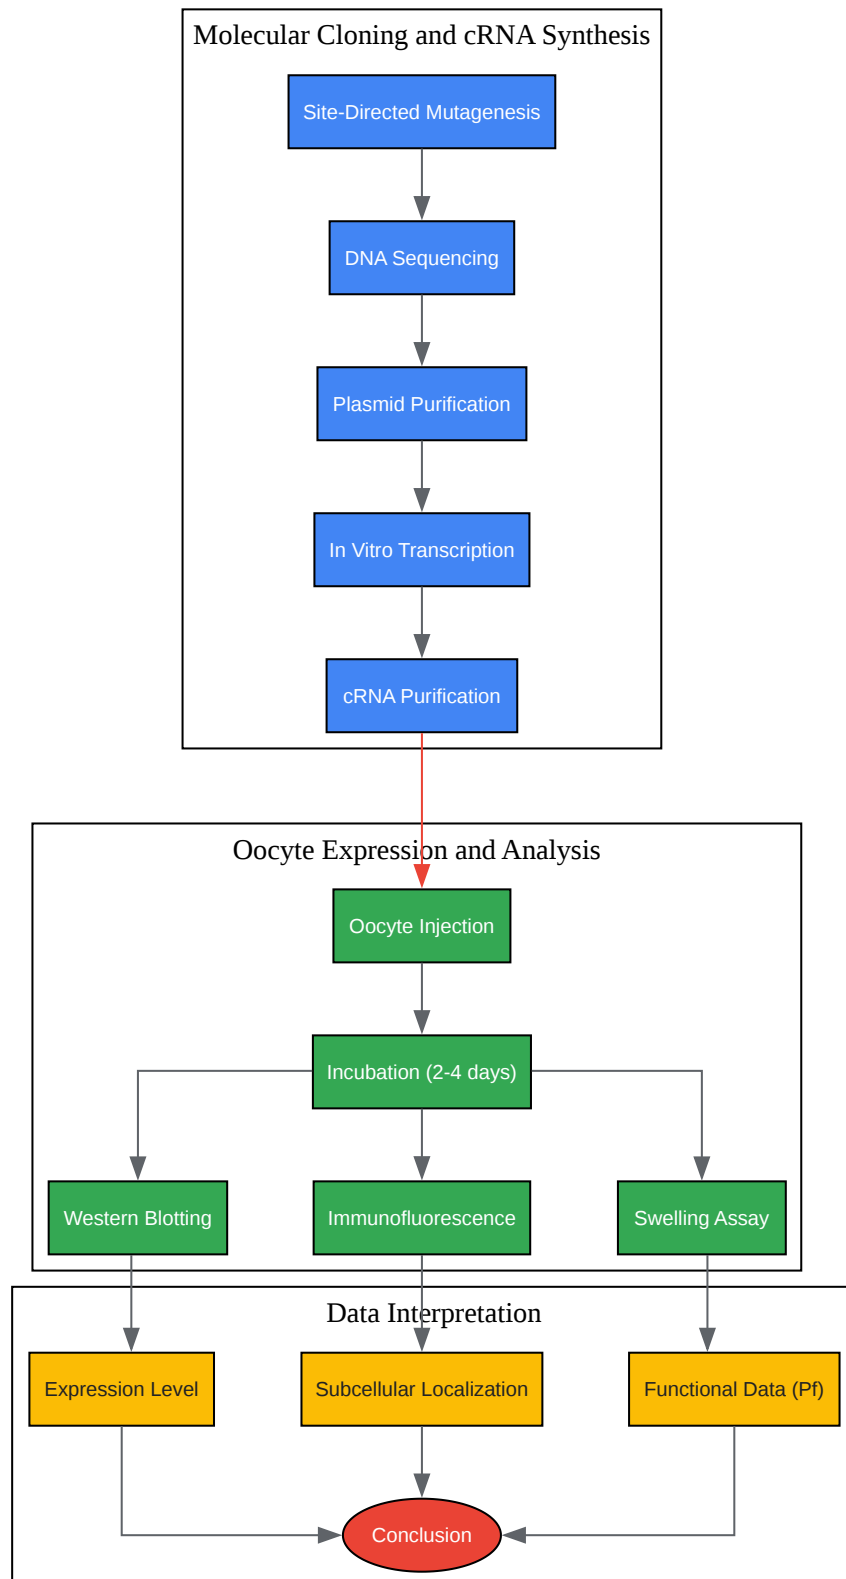 Molecular Cloning and cRNA Synthesis
Site-Directed Mutagenesis
DNA Sequencing
Plasmid Purification
In Vitro Transcription
cRNA Purification
Oocyte Expression and Analysis
Oocyte Injection
Incubation (2-4 days)
Western Blotting
Immunofluorescence
Swelling Assay
Data Interpretation
Expression Level
Subcellular Localization
Functional Data (Pf)
Conclusion